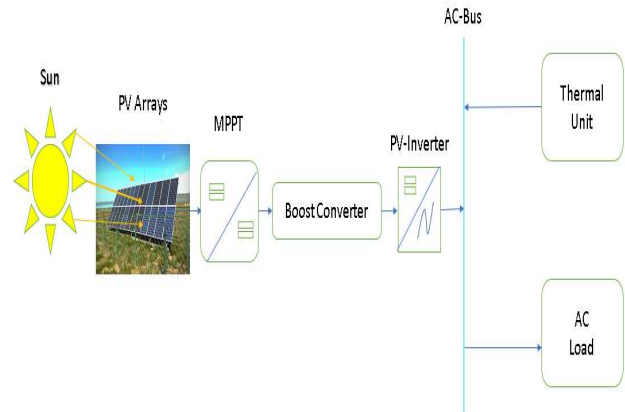 AC-Bus
Sun
PV Arrays
MPPT
PV-Inverter
Thermal
Unit
Boost Converter
AC
Load